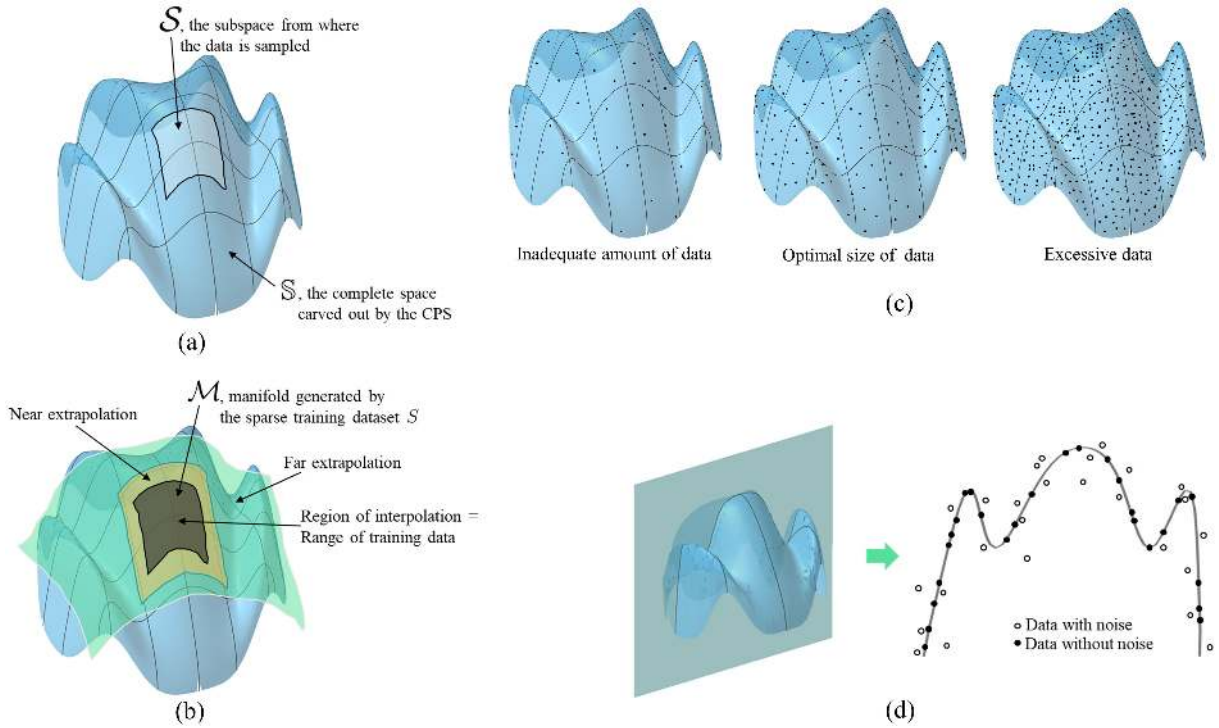 𝒮, the subspace from where
the data is sampled
𝕊, the complete space
carved out by the CPS
(a)
Inadequate amount of data
Optimal size of data
Excessive data
(c)
ℳ, manifold generated by
the sparse training dataset S
Near extrapolation
Far extrapolation
Region of interpolation =
Range of training data
(b)
Data with noise
Data without noise
(d)